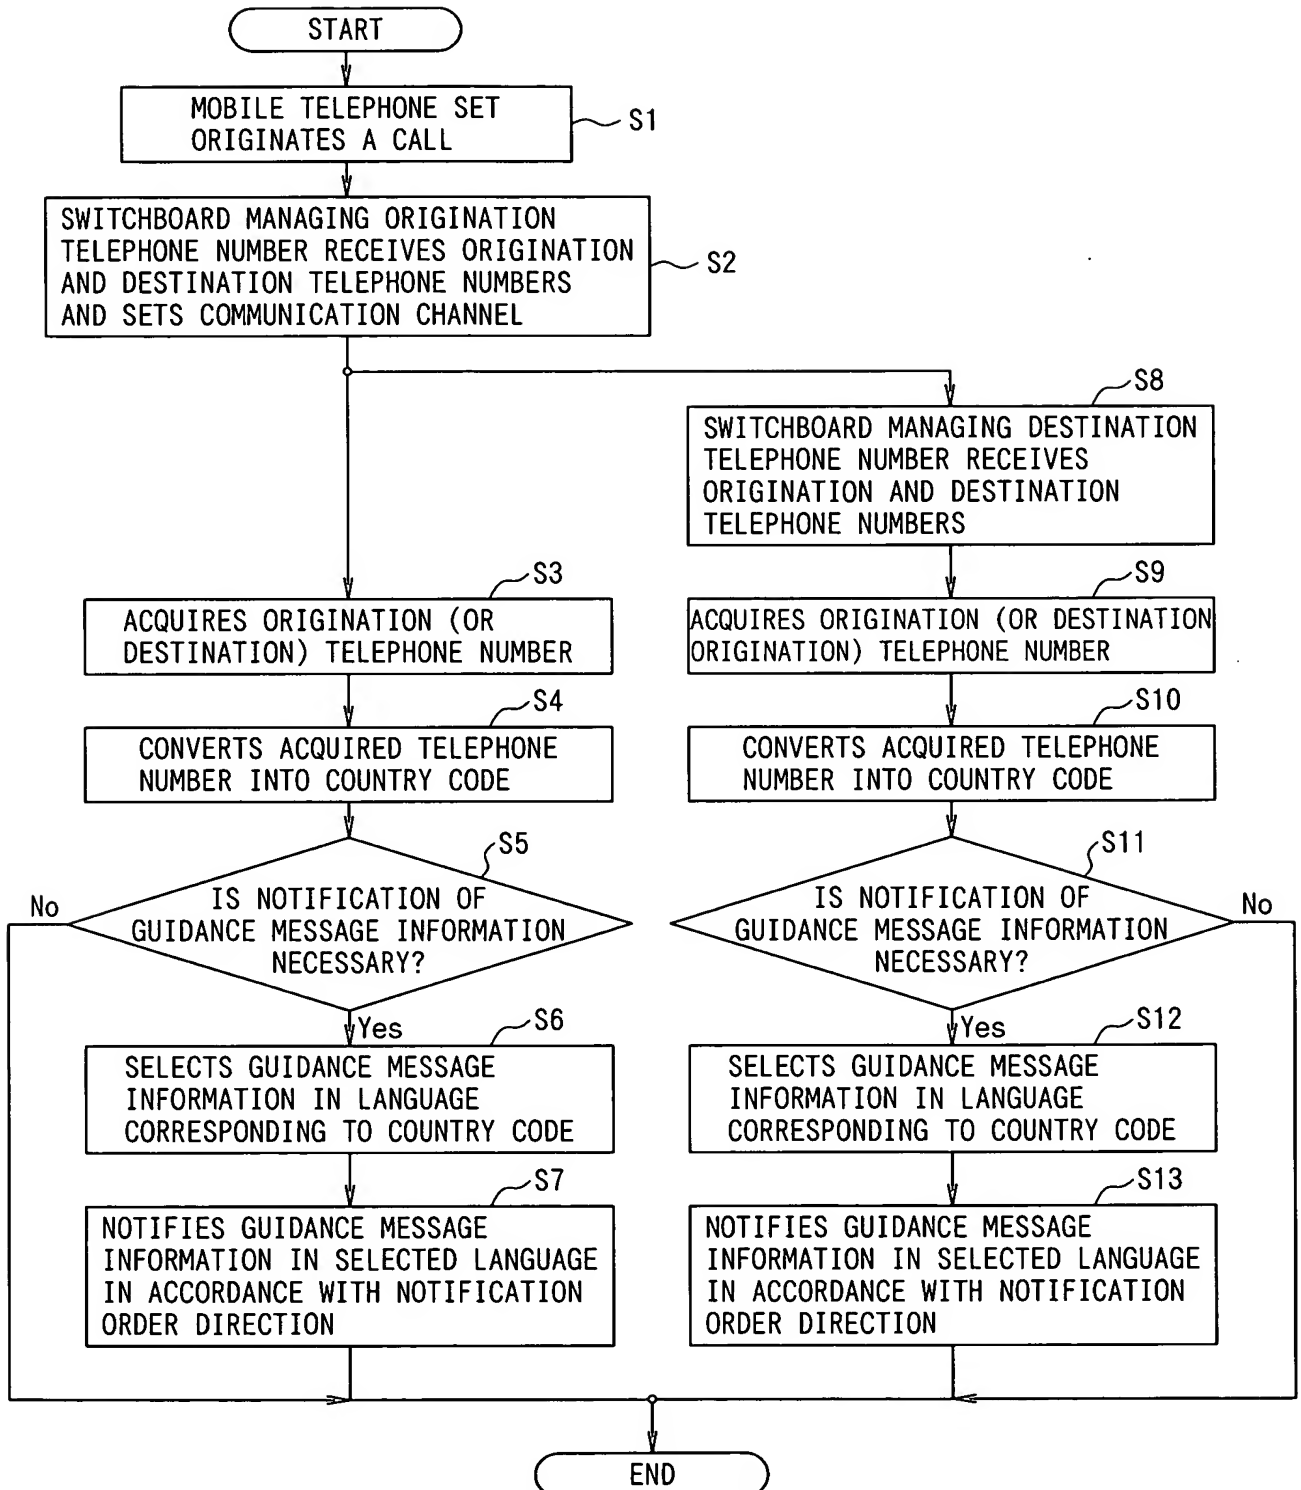 START
MOBILE TELEPHONE SET
ORIGINATES A CALL
S1
SWITCHBOARD MANAGING ORIGINATION
TELEPHONE NUMBER RECEIVES ORIGINATION
AND DESTINATION TELEPHONE NUMBERS
AND SETS COMMUNICATION CHANNEL
S2
S3
ACQUIRES ORIGINATION (OR
DESTINATION) TELEPHONE NUMBER
S4
CONVERTS ACQUIRED TELEPHONE
NUMBER INTO COUNTRY CODE
S5
IS NOTIFICATION OF
GUIDANCE MESSAGE INFORMATION
NECESSARY?
No
Yes
S6
SELECTS GUIDANCE MESSAGE
INFORMATION IN LANGUAGE
CORRESPONDING TO COUNTRY CODE
S7
NOTIFIES GUIDANCE MESSAGE
INFORMATION IN SELECTED LANGUAGE
IN ACCORDANCE WITH NOTIFICATION
ORDER DIRECTION
S8
SWITCHBOARD MANAGING DESTINATION
TELEPHONE NUMBER RECEIVES
ORIGINATION AND DESTINATION
TELEPHONE NUMBERS
S9
ACQUIRES ORIGINATION (OR DESTINATION
ORIGINATION) TELEPHONE NUMBER
S10
CONVERTS ACQUIRED TELEPHONE
NUMBER INTO COUNTRY CODE
S11
IS NOTIFICATION OF
GUIDANCE MESSAGE INFORMATION
NECESSARY?
No
Yes
S12
SELECTS GUIDANCE MESSAGE
INFORMATION IN LANGUAGE
CORRESPONDING TO COUNTRY CODE
S13
NOTIFIES GUIDANCE MESSAGE
INFORMATION IN SELECTED LANGUAGE
IN ACCORDANCE WITH NOTIFICATION
ORDER DIRECTION
END